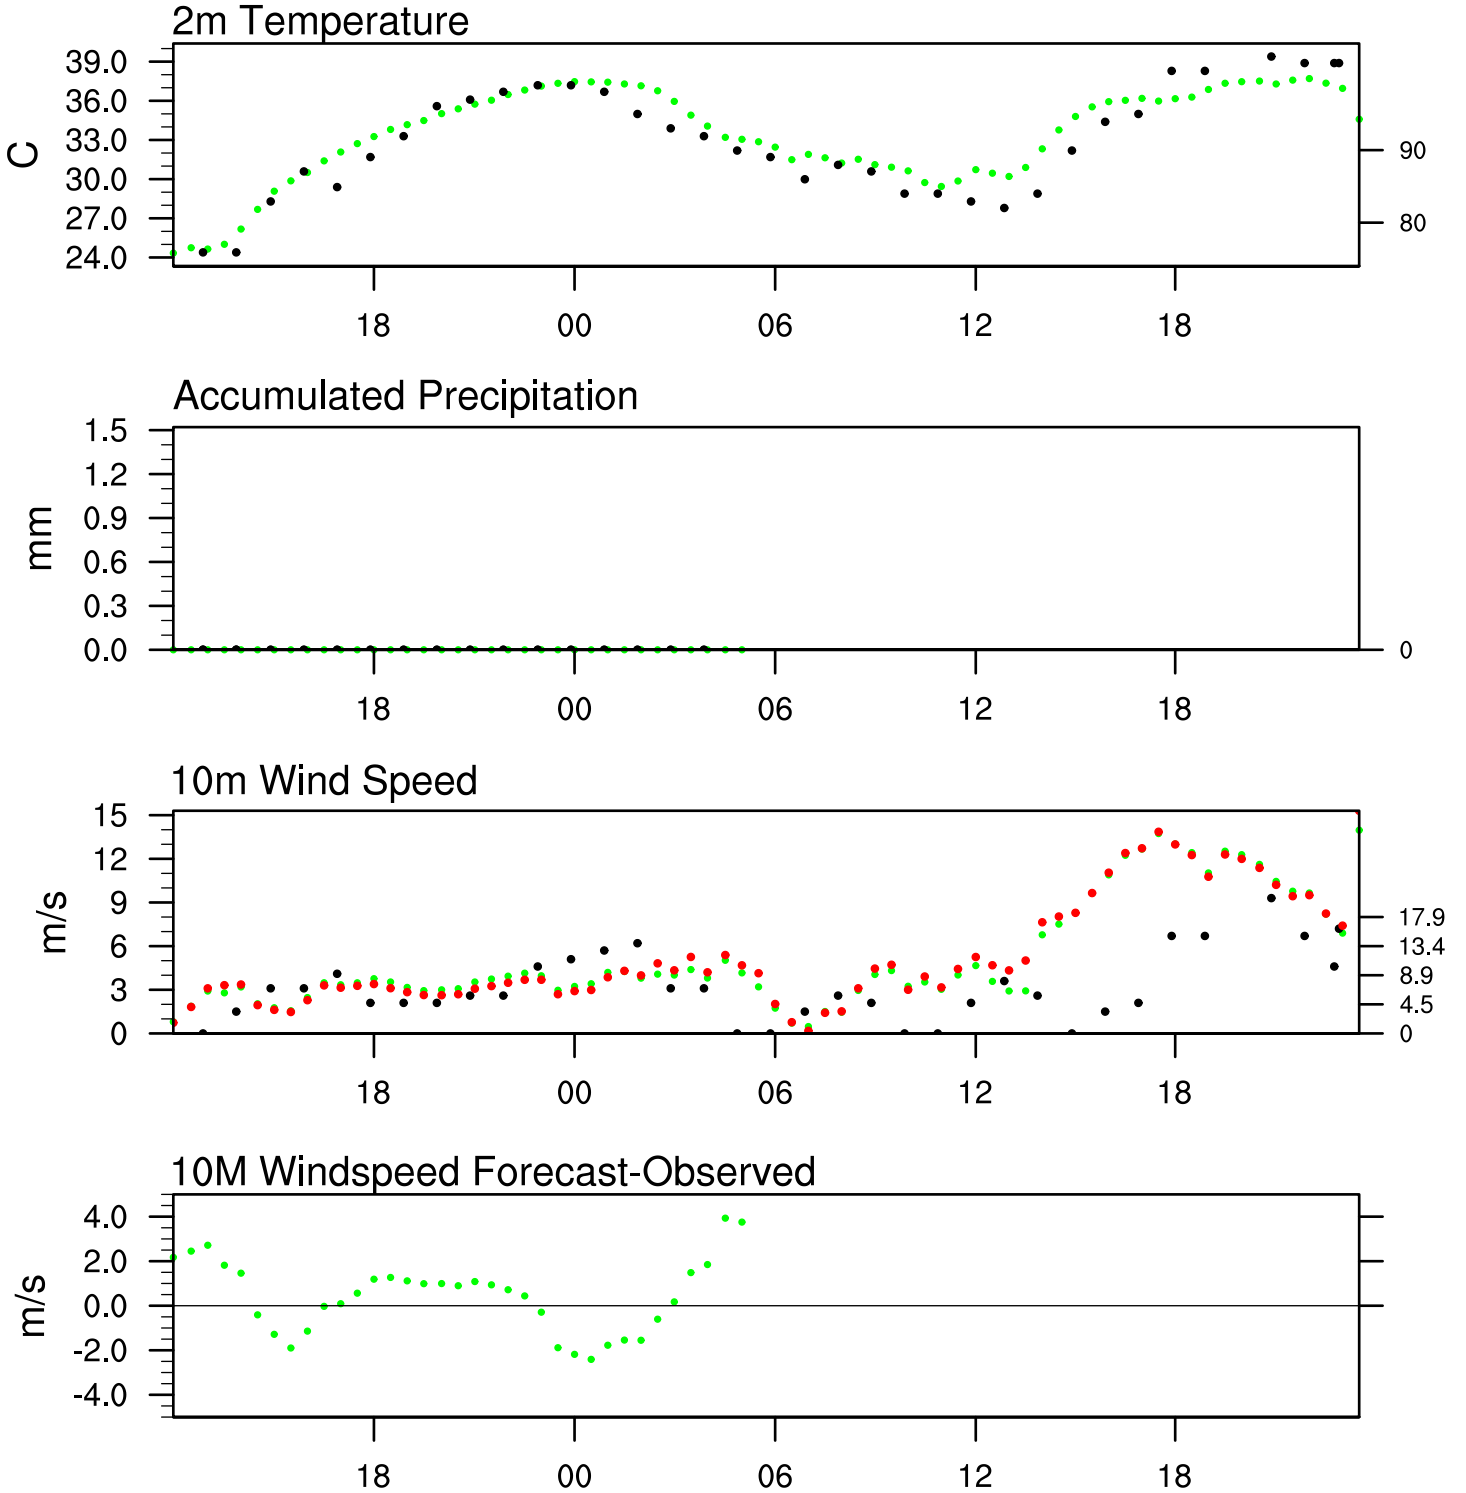 2m Temperature
39.0
36.0
33.0
30.0
27.0
24.0
C
90
80
18 00 06 12 18
Accumulated Precipitation
1.5
1.2
0.9
0.6
0.3
0.0
mm
0
18 00 06 12 18
10m Wind Speed
15
12
9
6
3
0
m/s
17.9
13.4
8.9
4.5
0
18 00 06 12 18
10M Windspeed Forecast-Observed
4.0
2.0
0.0
-2.0
-4.0
m/s
18 00 06 12 18